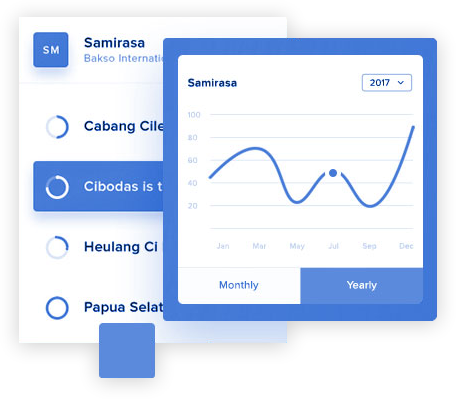 SM
Samirasa
Bakso Internati
Cabang Cile
Cibodas is t
Heulang Ci
Papua Selat
Samirasa
2017
100
80
60
40
20
Jan Mar May Jul Sep Dec
Monthly Yearly